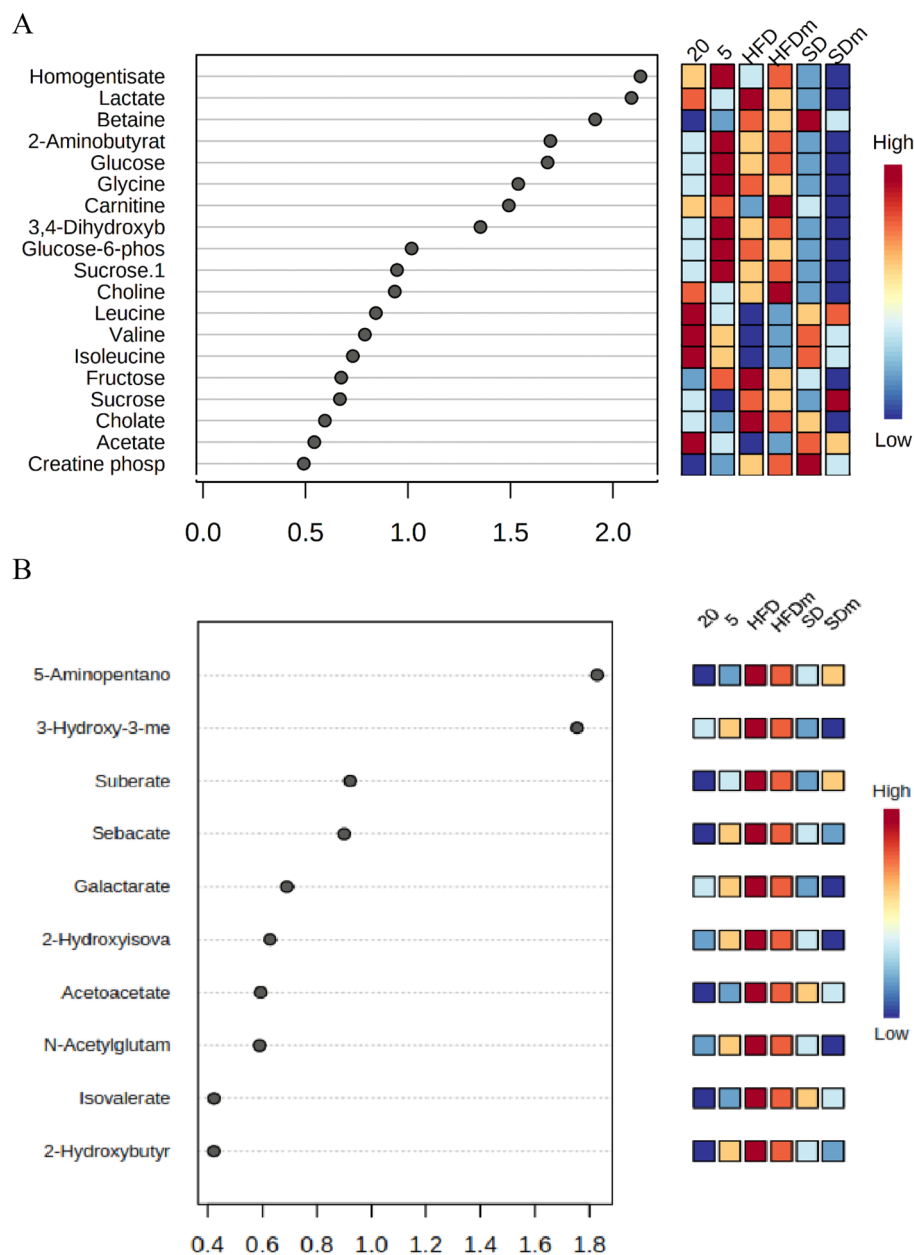 A
20 5 HFD HFDm SD SDm
Homogentisate
Lactate
Betaine
2-Aminobutyrat
Glucose
Glycine
Carnitine
3,4-Dihydroxyb
Glucose-6-phos
Sucrose.1
Choline
Leucine
Valine
Isoleucine
Fructose
Sucrose
Cholate
Acetate
Creatine phosp
High
Low
0.0 0.5 1.0 1.5 2.0
B
20 5 HFD HFDm SD SDm
5-Aminopentano
3-Hydroxy-3-me
Suberate
Sebacate
Galactarate
2-Hydroxyisova
Acetoacetate
N-Acetylglutam
Isovalerate
2-Hydroxybutyr
High
Low
0.4 0.6 0.8 1.0 1.2 1.4 1.6 1.8